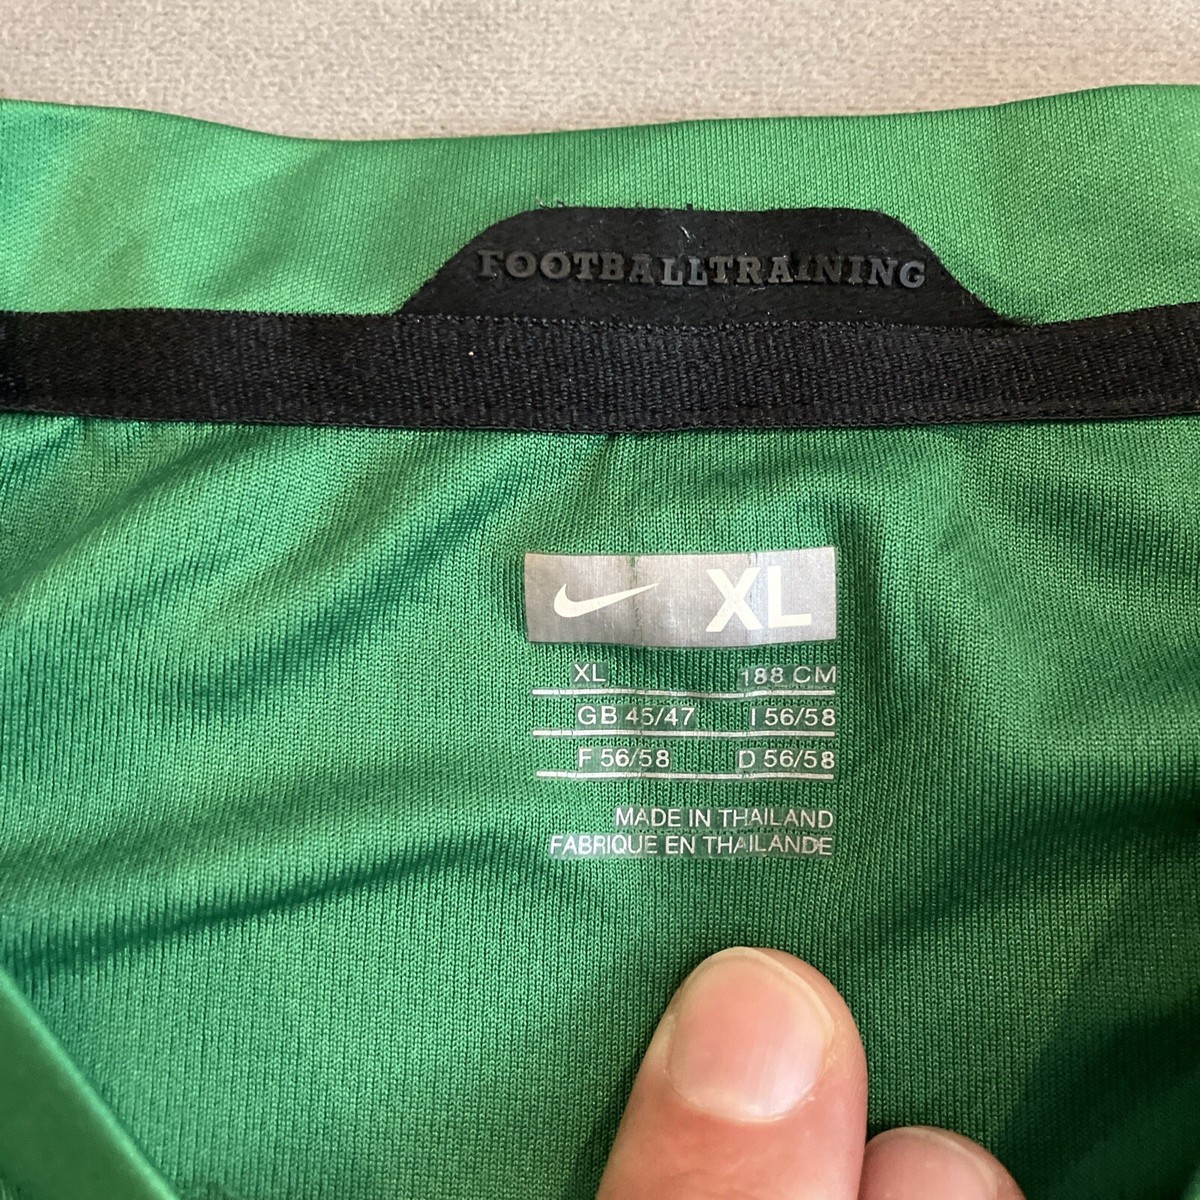 FOOTBALLTRAINING
XL
XL 188 CM
GB 45/47 I 56/58
F 56/58 D 56/58
MADE IN THAILAND
FABRIQUE EN THAILANDE